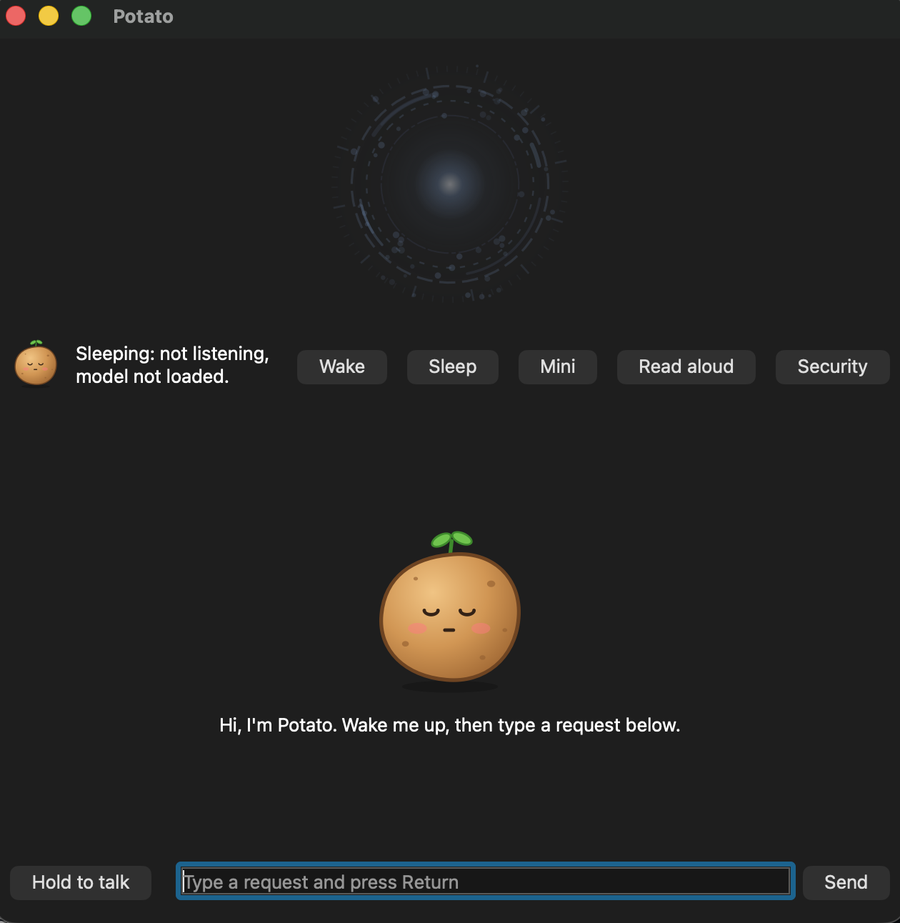 Potato
Sleeping: not listening,
model not loaded.
Wake
Sleep
Mini
Read aloud
Security
Hi, I'm Potato. Wake me up, then type a request below.
Hold to talk
Type a request and press Return
Send